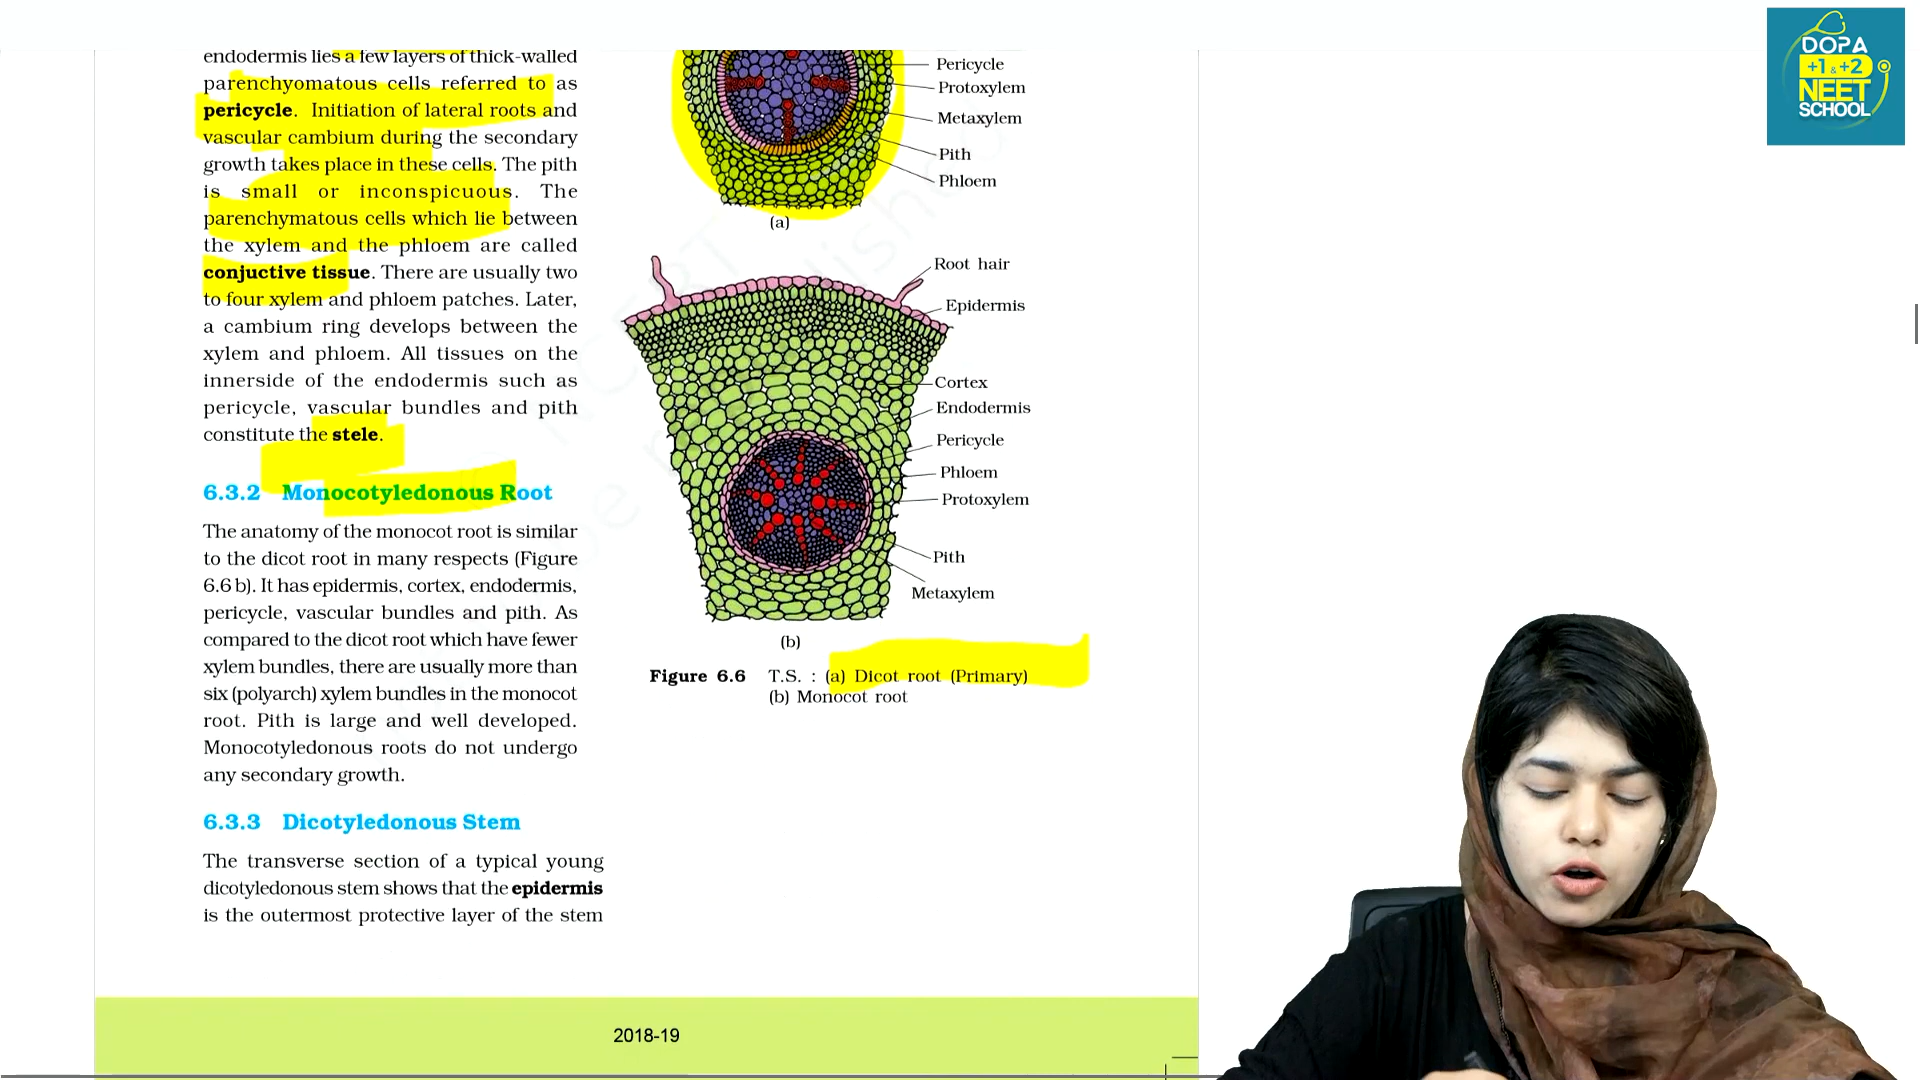 endodermis lies a few layers of thick-walled
parenchyomatous cells referred to as
pericycle. Initiation of lateral roots and
vascular cambium during the secondary
growth takes place in these cells. The pith
is small or inconspicuous. The
parenchymatous cells which lie between
the xylem and the phloem are called
conjuctive tissue. There are usually two
to four xylem and phloem patches. Later,
a cambium ring develops between the
xylem and phloem. All tissues on the
innerside of the endodermis such as
pericycle, vascular bundles and pith
constitute the stele.
6.3.2 Monocotyledonous Root
The anatomy of the monocot root is similar
to the dicot root in many respects (Figure
6.6 b). It has epidermis, cortex, endodermis,
pericycle, vascular bundles and pith. As
compared to the dicot root which have fewer
xylem bundles, there are usually more than
six (polyarch) xylem bundles in the monocot
root. Pith is large and well developed.
Monocotyledonous roots do not undergo
any secondary growth.
6.3.3 Dicotyledonous Stem
The transverse section of a typical young
dicotyledonous stem shows that the epidermis
is the outermost protective layer of the stem
Pericycle
Protoxylem
Metaxylem
Pith
Phloem
(a)
Root hair
Epidermis
Cortex
Endodermis
Pericycle
Phloem
Protoxylem
Pith
Metaxylem
(b)
Figure 6.6 T.S. : (a) Dicot root (Primary)
(b) Monocot root
2018-19
DOPA
+1 & +2
NEET
SCHOOL